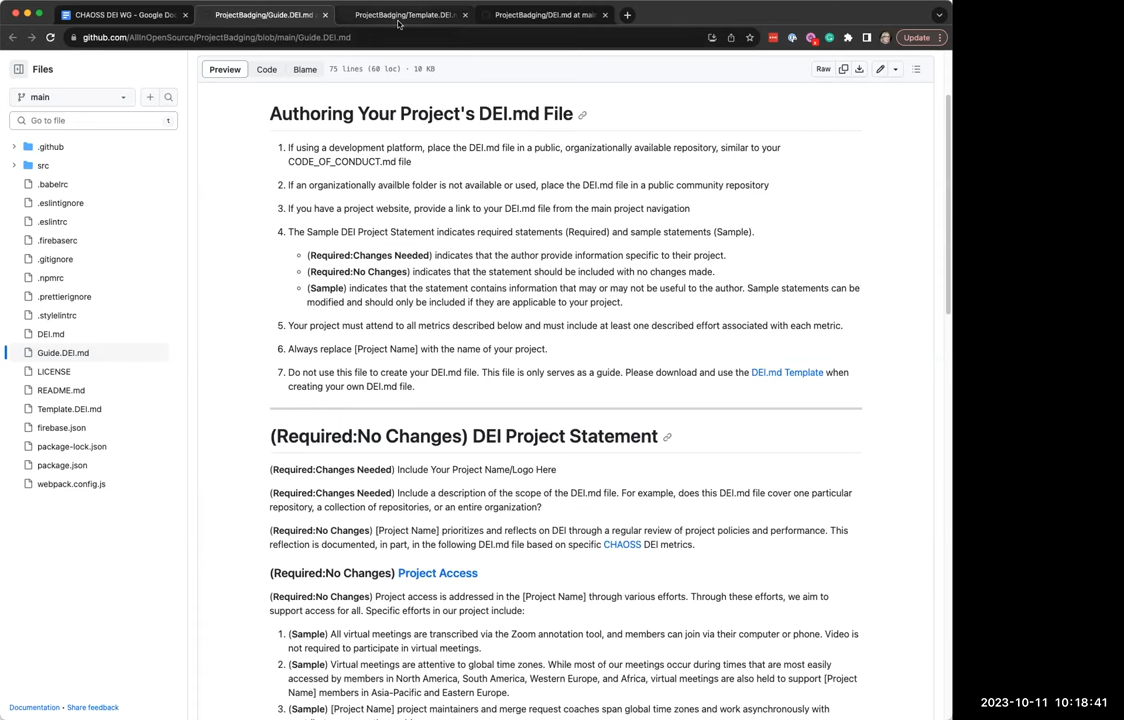 CHAOSS DEI WG - Google Doc
ProjectBadging/Guide.DEI.md
ProjectBadging/Template.DEI.m
ProjectBadging/DEI.md at main
github.com/AllInOpenSource/ProjectBadging/blob/main/Guide.DEI.md
Update
Files
main
Go to file
t
.github
src
.babelrc
.eslintignore
.eslintrc
.firebaserc
.gitignore
.npmrc
.prettierignore
.stylelintrc
DEI.md
Guide.DEI.md
LICENSE
README.md
Template.DEI.md
firebase.json
package-lock.json
package.json
webpack.config.js
Documentation • Share feedback
Preview Code Blame 75 lines (60 loc) · 10 KB Raw
Authoring Your Project's DEI.md File
1. If using a development platform, place the DEI.md file in a public, organizationally available repository, similar to your
CODE_OF_CONDUCT.md file
2. If an organizationally availble folder is not available or used, place the DEI.md file in a public community repository
3. If you have a project website, provide a link to your DEI.md file from the main project navigation
4. The Sample DEI Project Statement indicates required statements (Required) and sample statements (Sample).
(Required:Changes Needed) indicates that the author provide information specific to their project.
(Required:No Changes) indicates that the statement should be included with no changes made.
(Sample) indicates that the statement contains information that may or may not be useful to the author. Sample statements can be
modified and should only be included if they are applicable to your project.
5. Your project must attend to all metrics described below and must include at least one described effort associated with each metric.
6. Always replace [Project Name] with the name of your project.
7. Do not use this file to create your DEI.md file. This file is only serves as a guide. Please download and use the DEI.md Template when
creating your own DEI.md file.
(Required:No Changes) DEI Project Statement
(Required:Changes Needed) Include Your Project Name/Logo Here
(Required:Changes Needed) Include a description of the scope of the DEI.md file. For example, does this DEI.md file cover one particular
repository, a collection of repositories, or an entire organization?
(Required:No Changes) [Project Name] prioritizes and reflects on DEI through a regular review of project policies and performance. This
reflection is documented, in part, in the following DEI.md file based on specific CHAOSS DEI metrics.
(Required:No Changes) Project Access
(Required:No Changes) Project access is addressed in the [Project Name] through various efforts. Through these efforts, we aim to
support access for all. Specific efforts in our project include:
1. (Sample) All virtual meetings are transcribed via the Zoom annotation tool, and members can join via their computer or phone. Video is
not required to participate in virtual meetings.
2. (Sample) Virtual meetings are attentive to global time zones. While most of our meetings occur during times that are most easily
accessed by members in North America, South America, Western Europe, and Africa, virtual meetings are also held to support [Project
Name] members in Asia-Pacific and Eastern Europe.
3. (Sample) [Project Name] project maintainers and merge request coaches span global time zones and work asynchronously with
2023-10-11 10:18:41